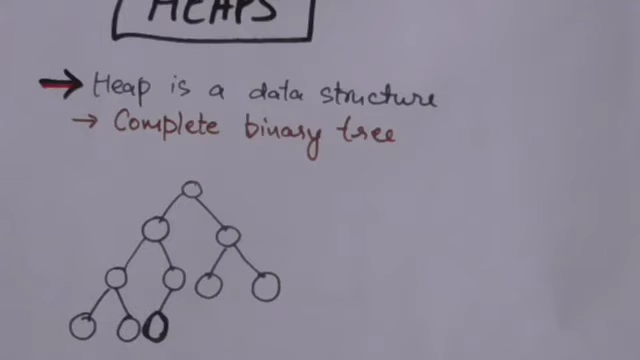 HEAPS
→ Heap is a data structure
→ Complete binary tree